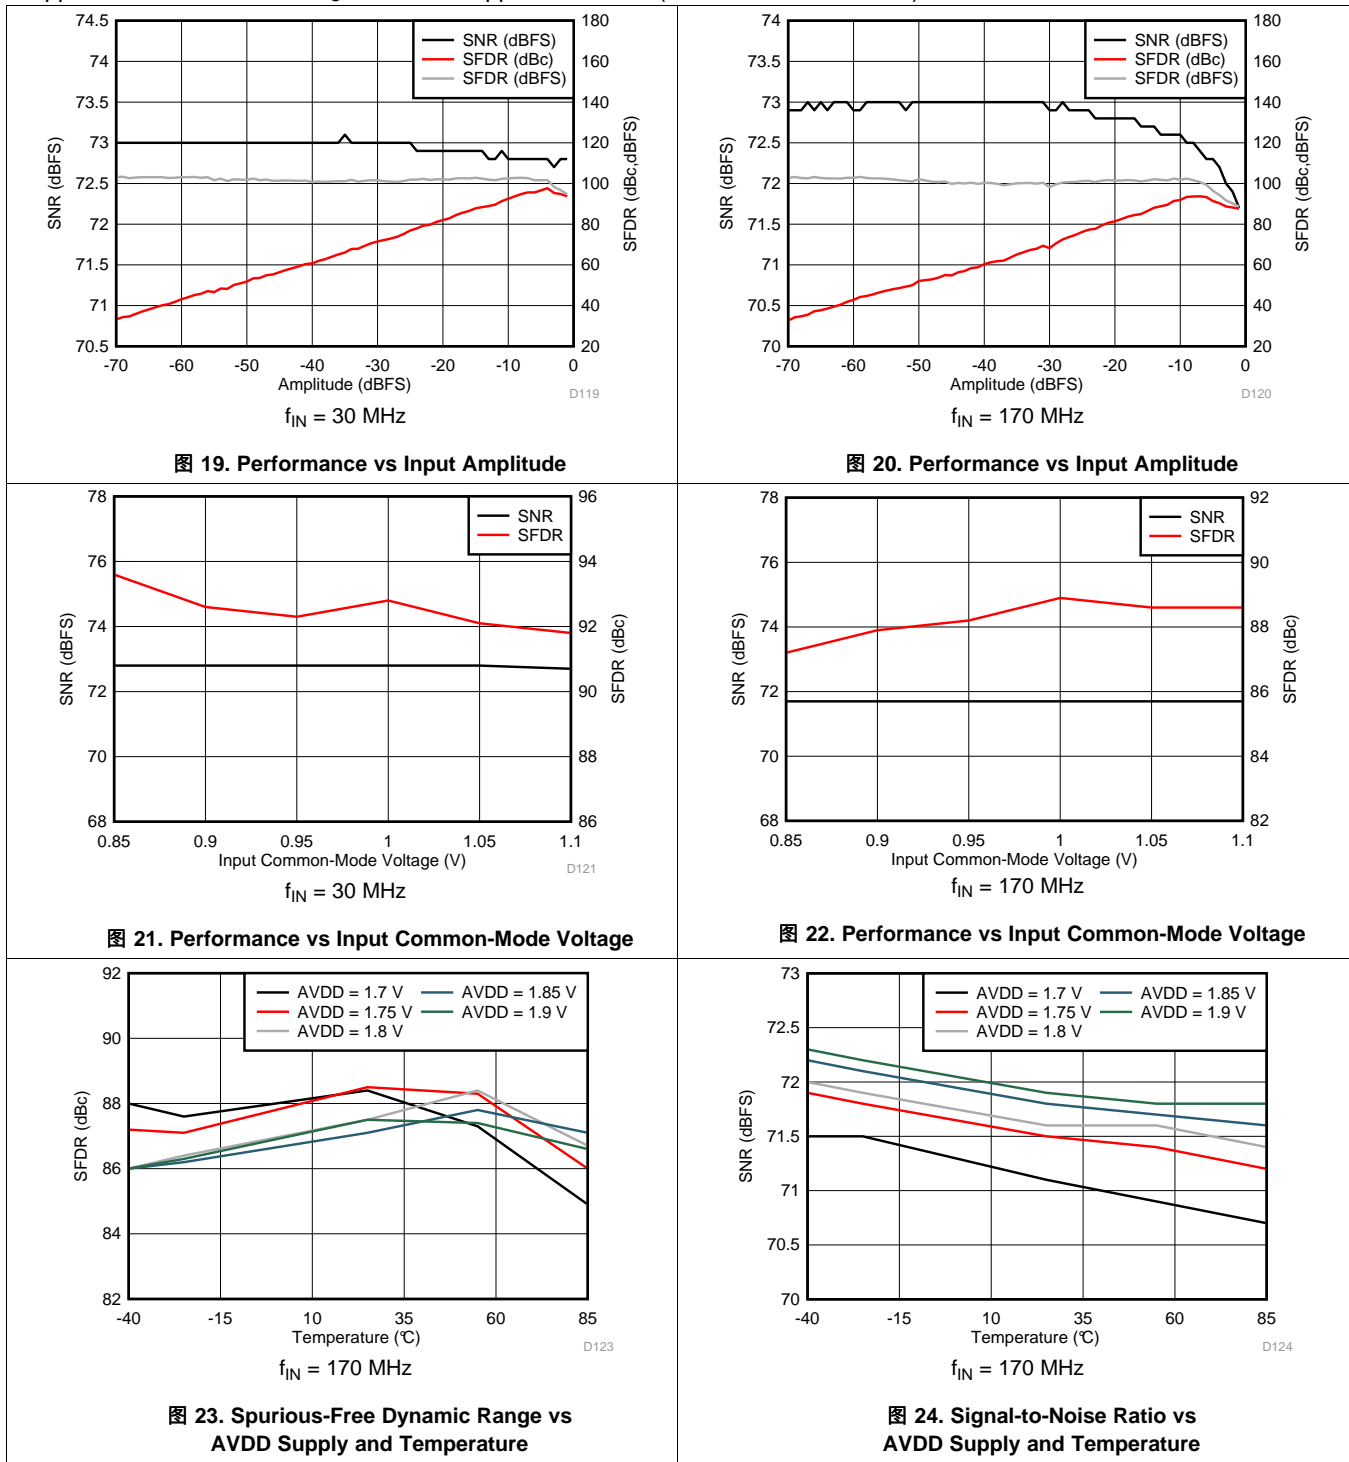 74.5
74
73.5
73
72.5
72
71.5
71
70.5
SNR (dBFS)
180
160
140
120
100
80
60
40
20
SFDR (dBc,dBFS)
SNR (dBFS)
SFDR (dBc)
SFDR (dBFS)
-70 -60 -50 -40 -30 -20 -10 0
Amplitude (dBFS)
D119
fIN = 30 MHz
图 19. Performance vs Input Amplitude
74
73.5
73
72.5
72
71.5
71
70.5
70
SNR (dBFS)
180
160
140
120
100
80
60
40
20
SFDR (dBc,dBFS)
SNR (dBFS)
SFDR (dBc)
SFDR (dBFS)
-70 -60 -50 -40 -30 -20 -10 0
Amplitude (dBFS)
D120
fIN = 170 MHz
图 20. Performance vs Input Amplitude
78
76
74
72
70
68
SNR (dBFS)
96
94
92
90
88
86
SFDR (dBc)
SNR
SFDR
0.85 0.9 0.95 1 1.05 1.1
Input Common-Mode Voltage (V)
D121
fIN = 30 MHz
图 21. Performance vs Input Common-Mode Voltage
78
76
74
72
70
68
SNR (dBFS)
92
90
88
86
84
82
SFDR (dBc)
SNR
SFDR
0.85 0.9 0.95 1 1.05 1.1
Input Common-Mode Voltage (V)
fIN = 170 MHz
图 22. Performance vs Input Common-Mode Voltage
92
90
88
86
84
82
SFDR (dBc)
AVDD = 1.7 V AVDD = 1.85 V
AVDD = 1.75 V AVDD = 1.9 V
AVDD = 1.8 V
-40 -15 10 35 60 85
Temperature (°C)
D123
fIN = 170 MHz
图 23. Spurious-Free Dynamic Range vs
AVDD Supply and Temperature
73
72.5
72
71.5
71
70.5
70
SNR (dBFS)
AVDD = 1.7 V AVDD = 1.85 V
AVDD = 1.75 V AVDD = 1.9 V
AVDD = 1.8 V
-40 -15 10 35 60 85
Temperature (°C)
D124
fIN = 170 MHz
图 24. Signal-to-Noise Ratio vs
AVDD Supply and Temperature